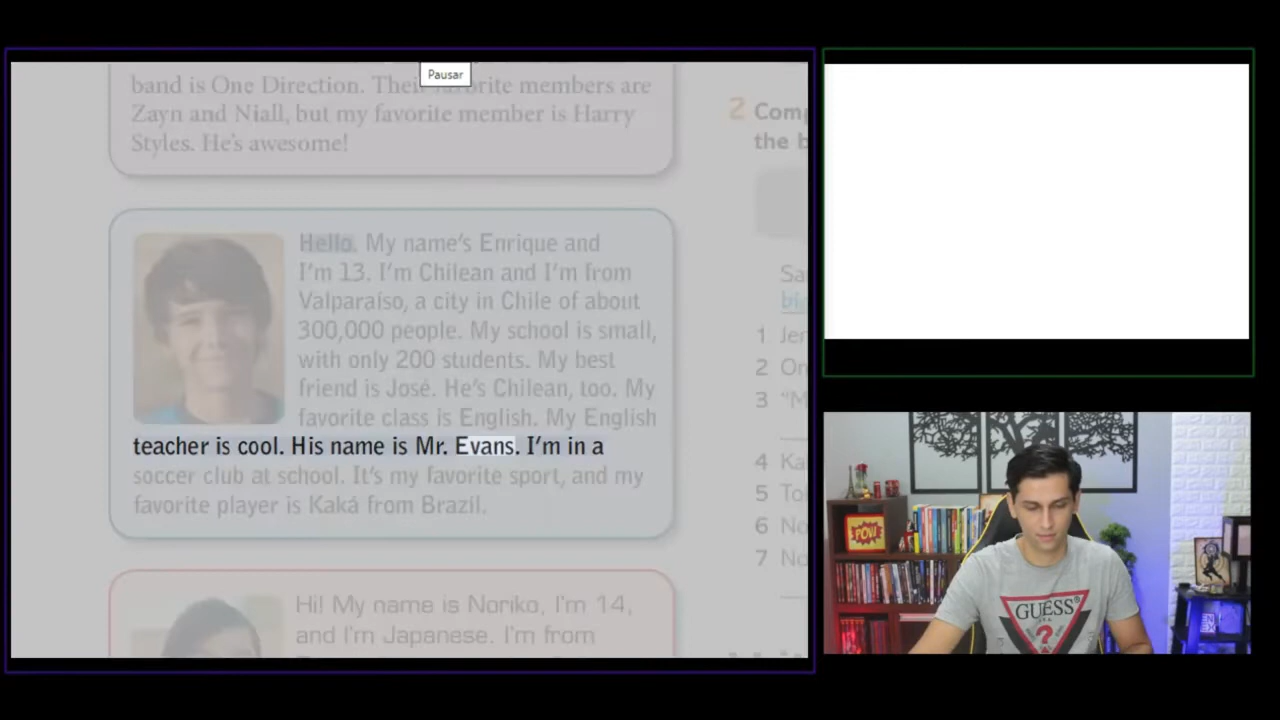 Pausar
band is One Direction. Their favorite members are
Zayn and Niall, but my favorite member is Harry
Styles. He's awesome!
Hello. My name's Enrique and
I'm 13. I'm Chilean and I'm from
Valparaíso, a city in Chile of about
300,000 people. My school is small,
with only 200 students. My best
friend is José. He's Chilean, too. My
favorite class is English. My English
teacher is cool. His name is Mr. Evans. I'm in a
soccer club at school. It's my favorite sport, and my
favorite player is Kaká from Brazil.
Hi! My name is Noriko, I'm 14,
and I'm Japanese. I'm from
2
the b
1
2
3
4
5
6
7
POW
GUESS
?